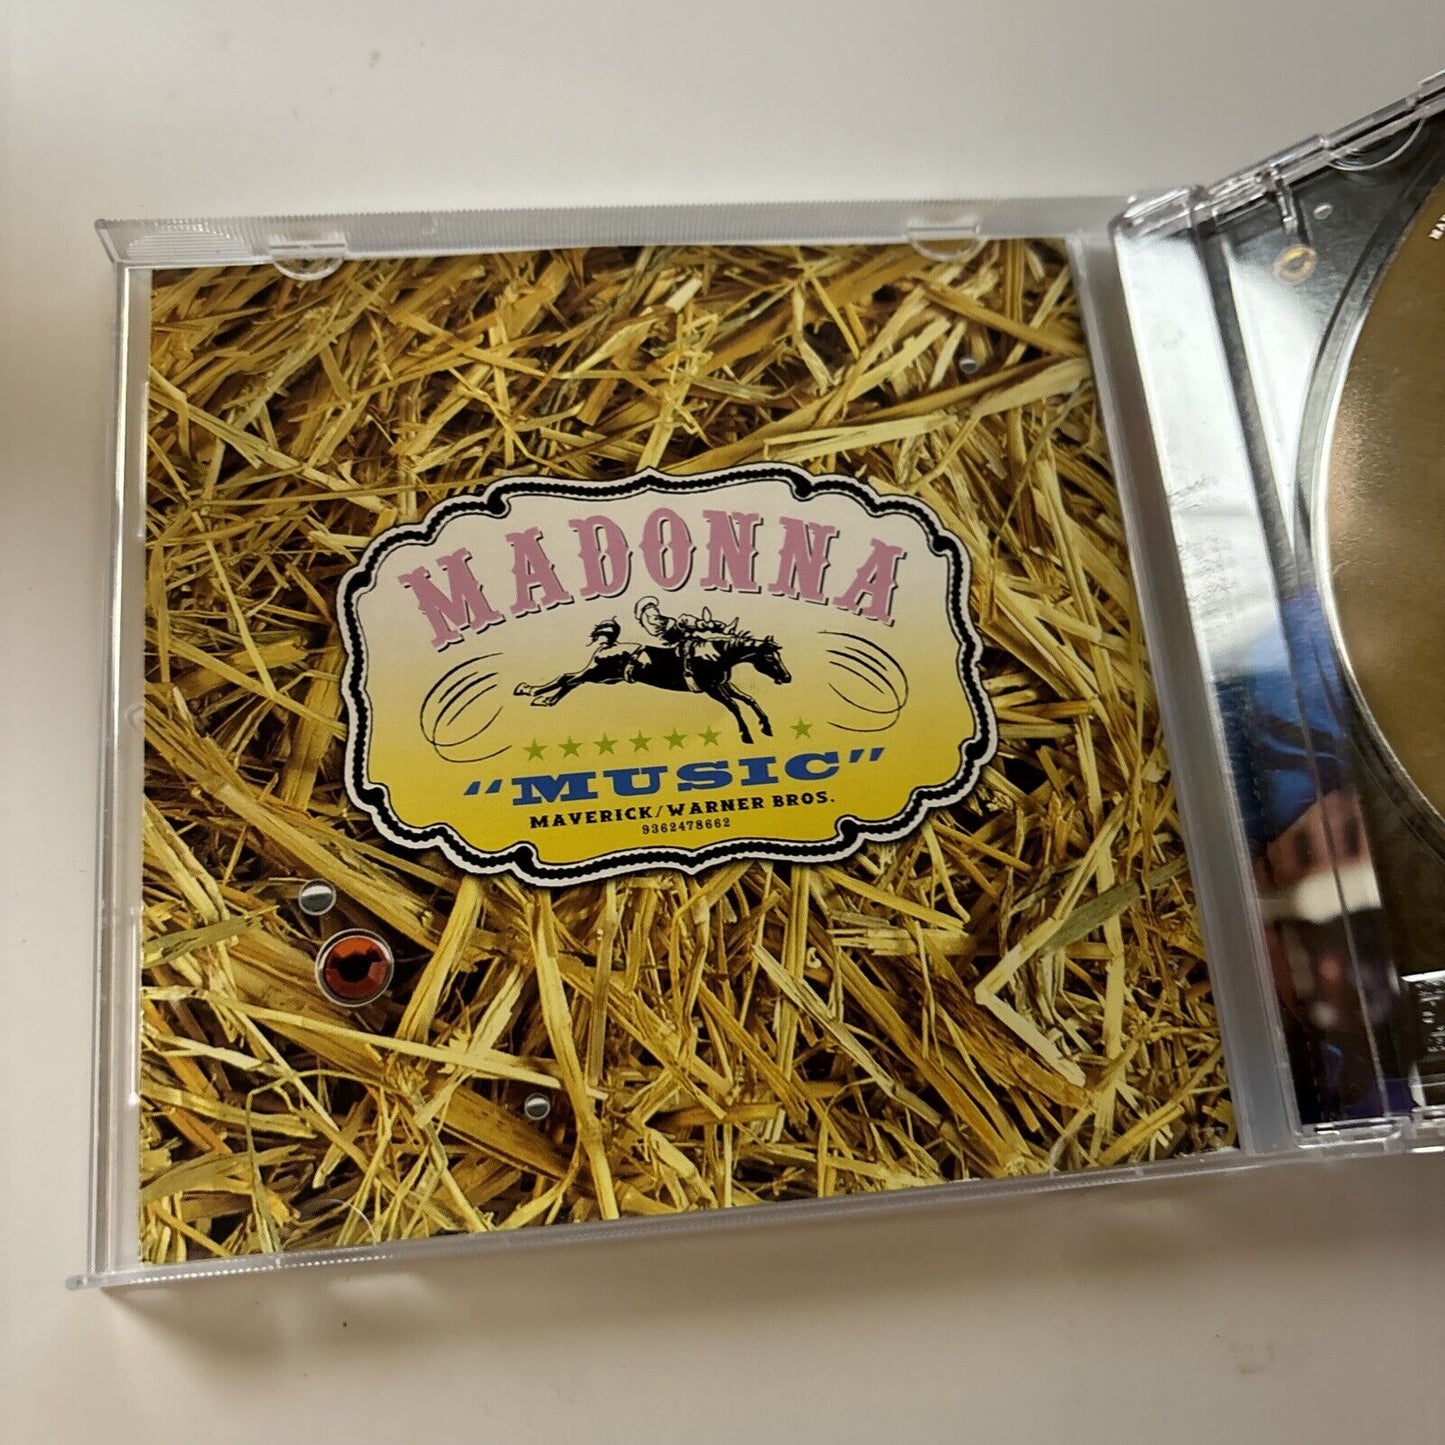 MADONNA
"MUSIC"
MAVERICK/WARNER BROS.
9362478662